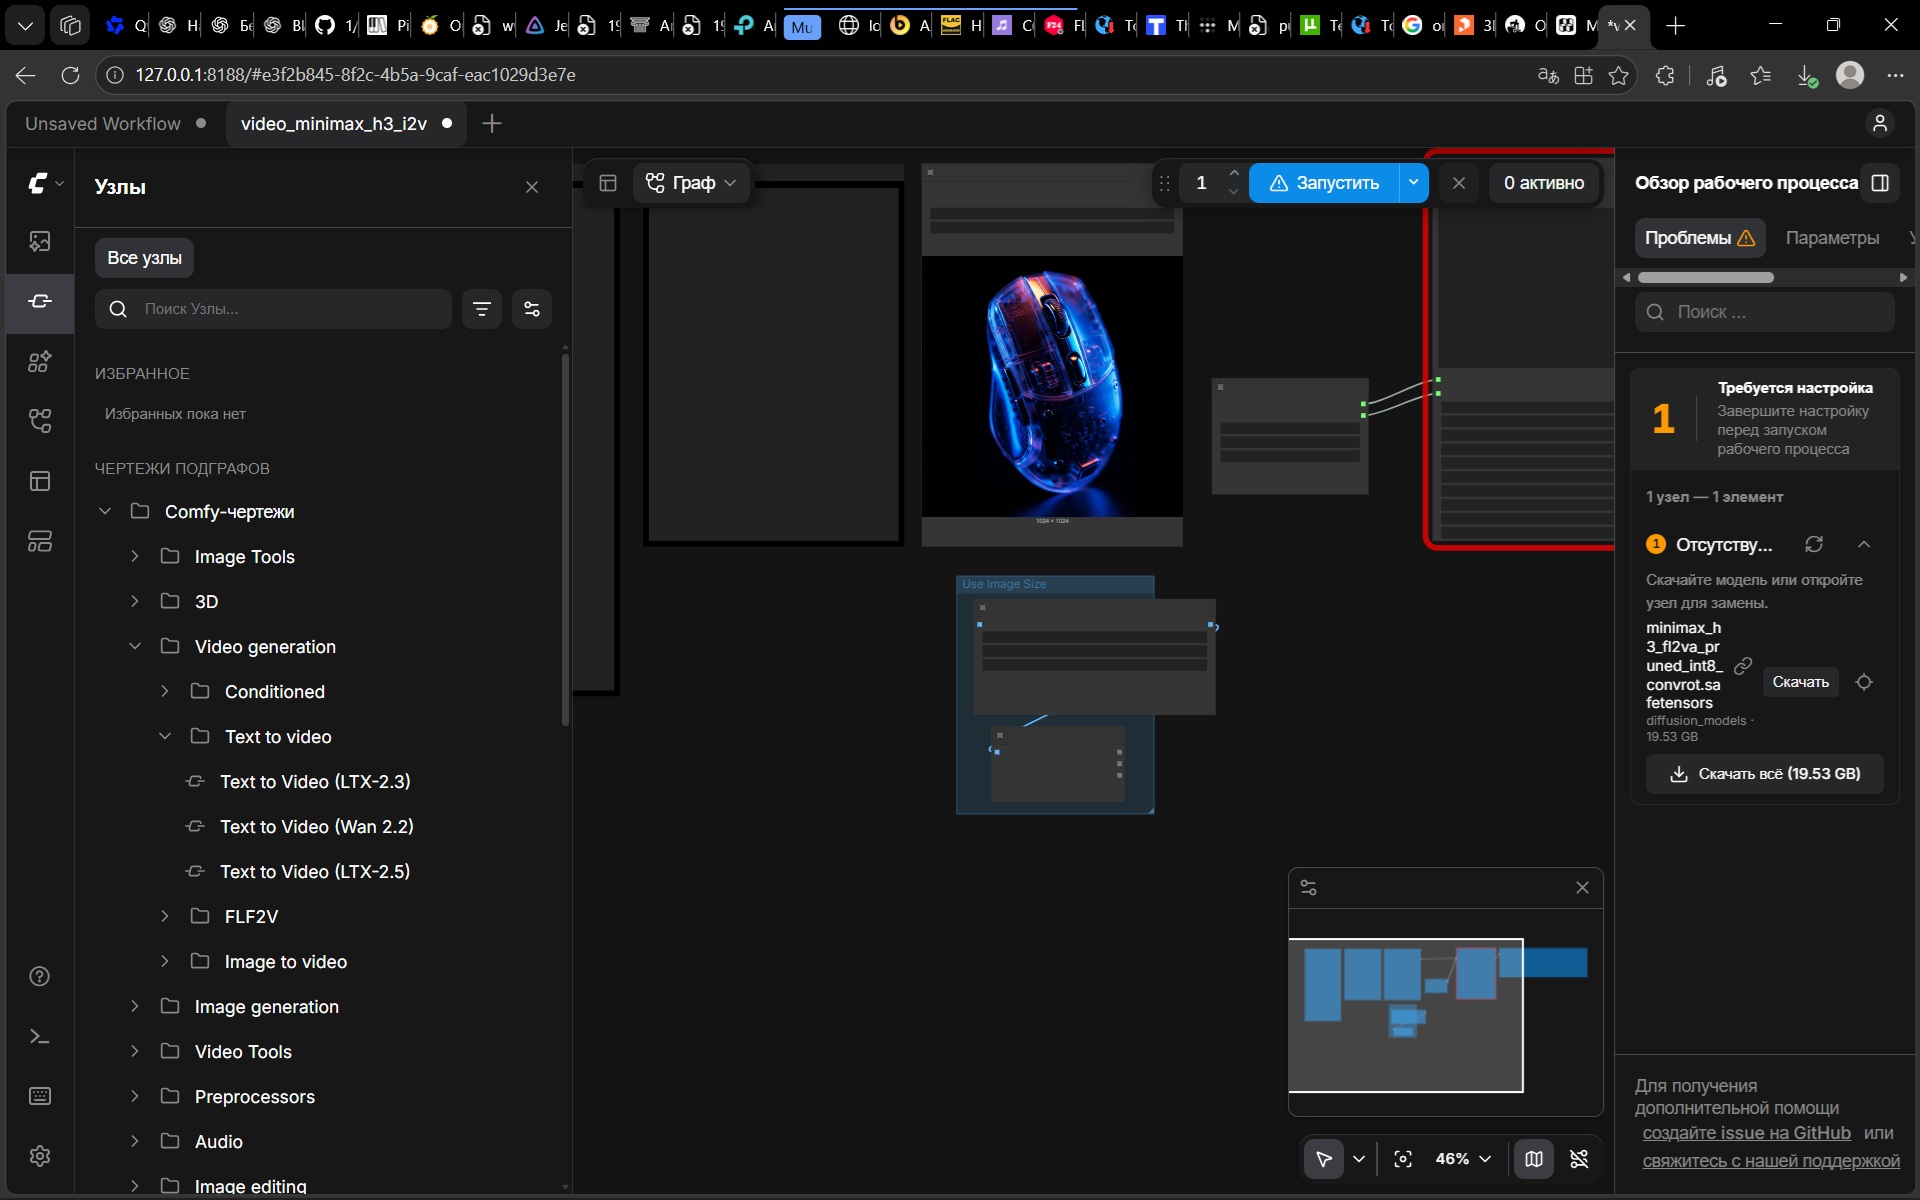 Mu
127.0.0.1:8188/#e3f2b845-8f2c-4b5a-9caf-eac1029d3e7e
Unsaved Workflow
video_minimax_h3_i2v
Узлы
Граф
1
Запустить
0 активно
Обзор рабочего процесса
Все узлы
Проблемы
Параметры
Поиск Узлы...
Поиск ...
ИЗБРАННОЕ
Избранных пока нет
ЧЕРТЕЖИ ПОДГРАФОВ
Comfy-чертежи
Image Tools
3D
Video generation
Conditioned
Text to video
Text to Video (LTX-2.3)
Text to Video (Wan 2.2)
Text to Video (LTX-2.5)
FLF2V
Image to video
Image generation
Video Tools
Preprocessors
Audio
Image editing
1024 × 1024
Use Image Size
1
Требуется настройка
Завершите настройку
перед запуском
рабочего процесса
1 узел — 1 элемент
1
Отсутству...
Скачайте модель или откройте
узел для замены.
minimax_h
3_fl2va_pr
uned_int8_
convrot.sa
fetensors
Скачать
diffusion_models ·
19.53 GB
Скачать всё (19.53 GB)
46%
Для получения
дополнительной помощи
создайте issue на GitHub или
свяжитесь с нашей поддержкой